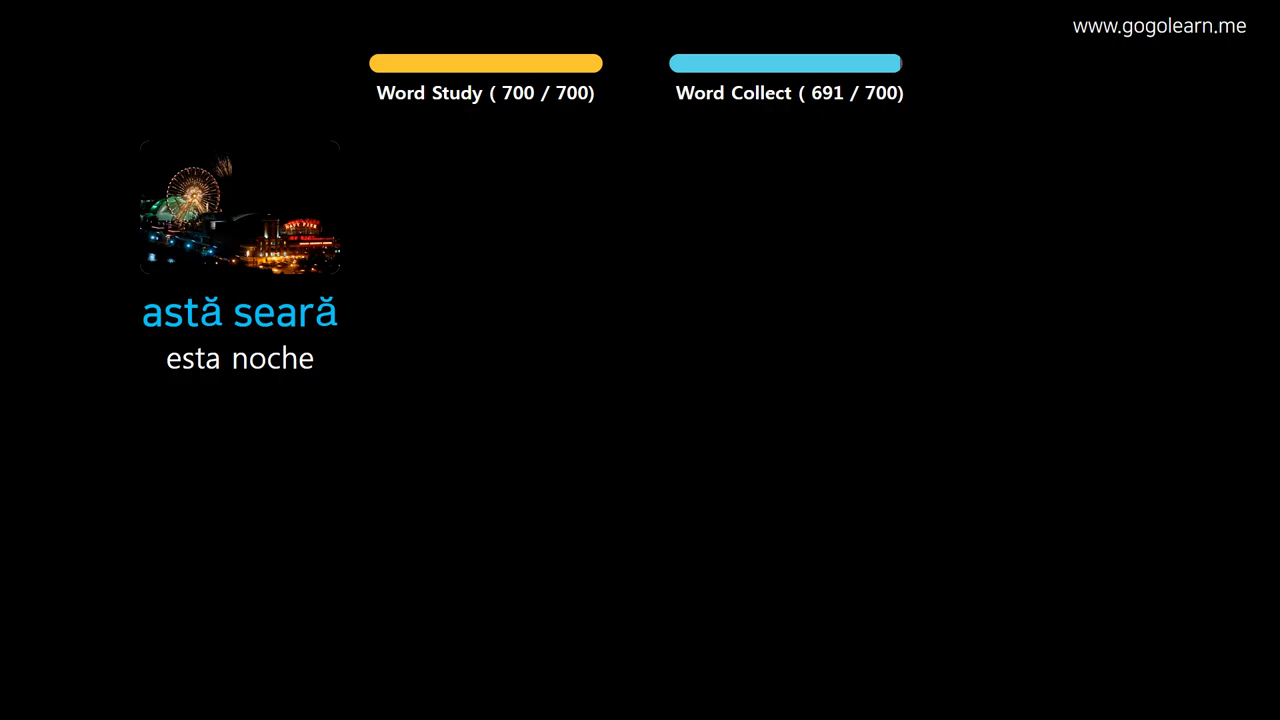 www.gogolearn.me
Word Study ( 700 / 700)
Word Collect ( 691 / 700)
astă seară
esta noche